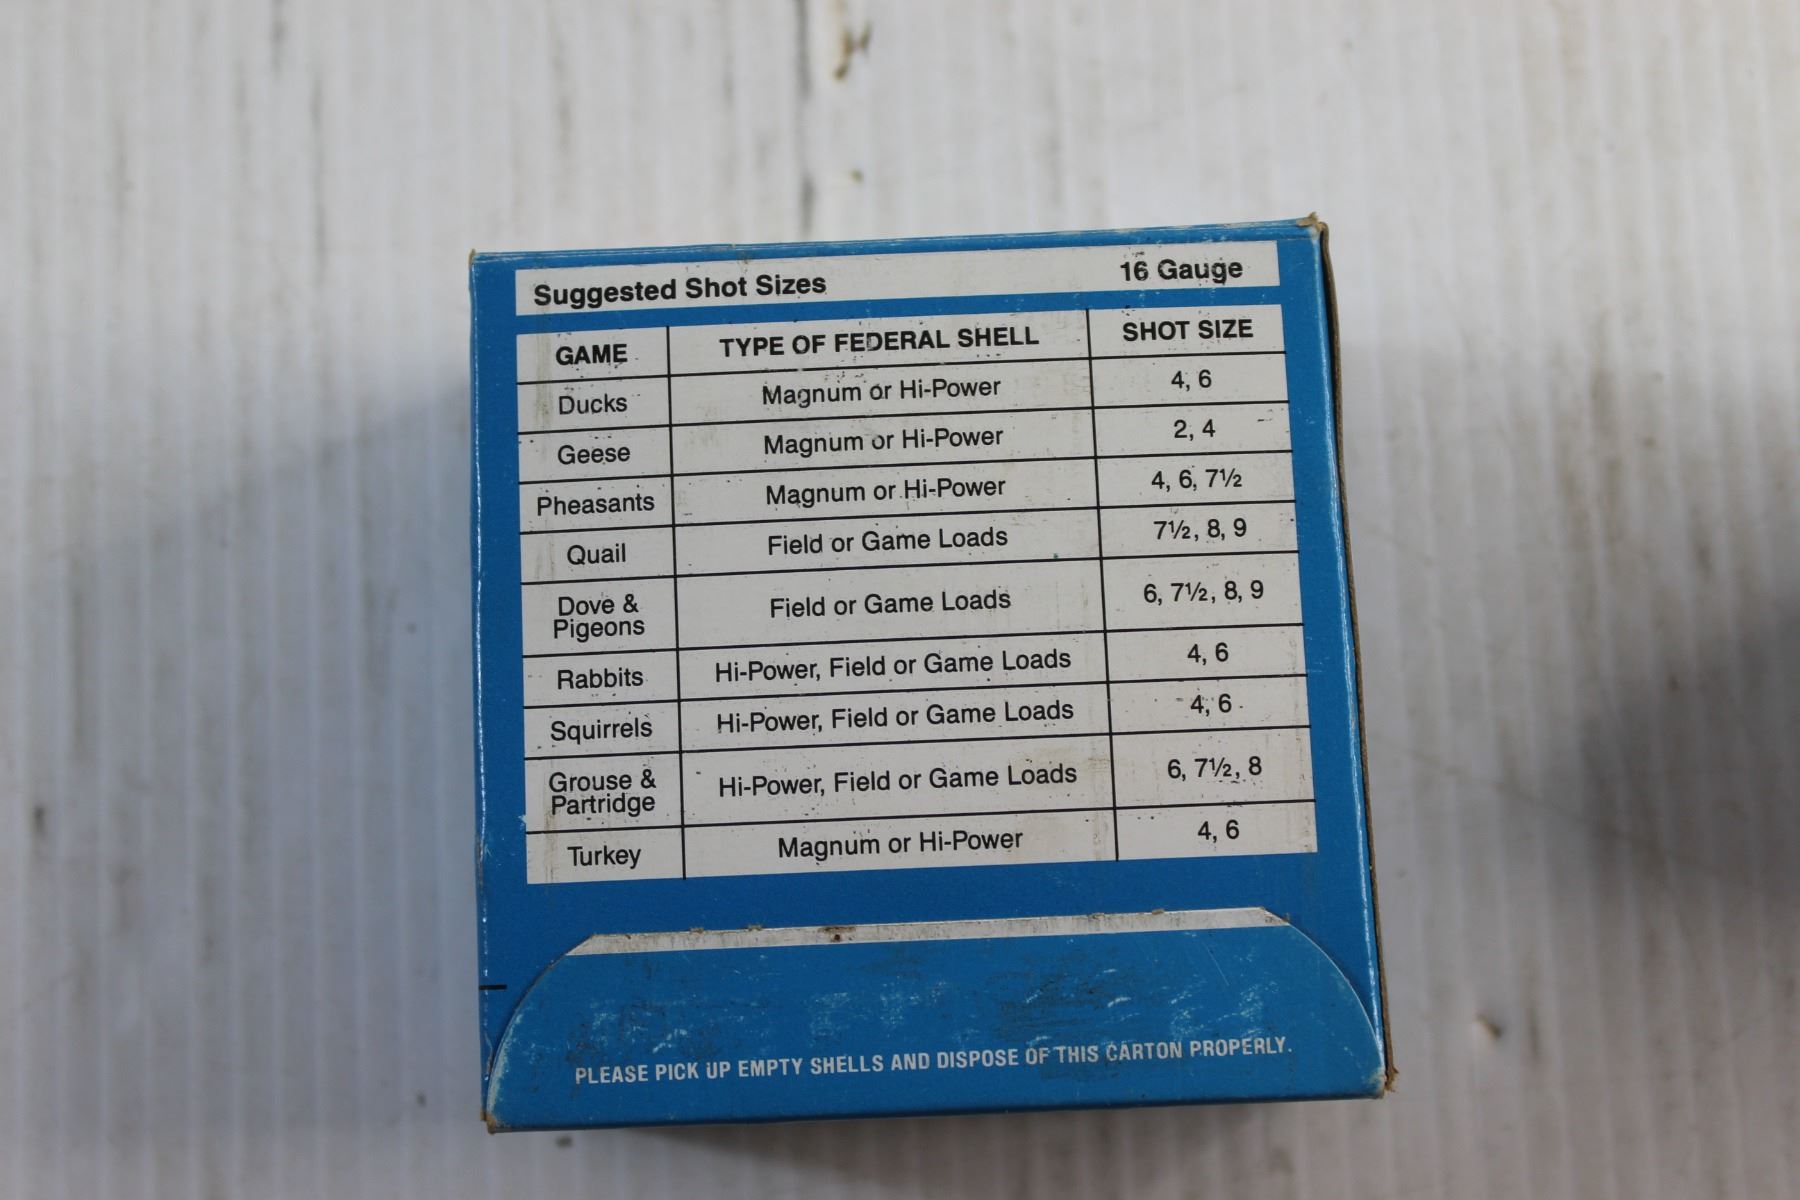 Suggested Shot Sizes 16 Gauge
GAME TYPE OF FEDERAL SHELL SHOT SIZE
Ducks Magnum or Hi-Power 4, 6
Geese Magnum or Hi-Power 2, 4
Pheasants Magnum or Hi-Power 4, 6, 7½
Quail Field or Game Loads 7½, 8, 9
Dove &
Pigeons Field or Game Loads 6, 7½, 8, 9
Rabbits Hi-Power, Field or Game Loads 4, 6
Squirrels Hi-Power, Field or Game Loads 4, 6
Grouse &
Partridge Hi-Power, Field or Game Loads 6, 7½, 8
Turkey Magnum or Hi-Power 4, 6
PLEASE PICK UP EMPTY SHELLS AND DISPOSE OF THIS CARTON PROPERLY.